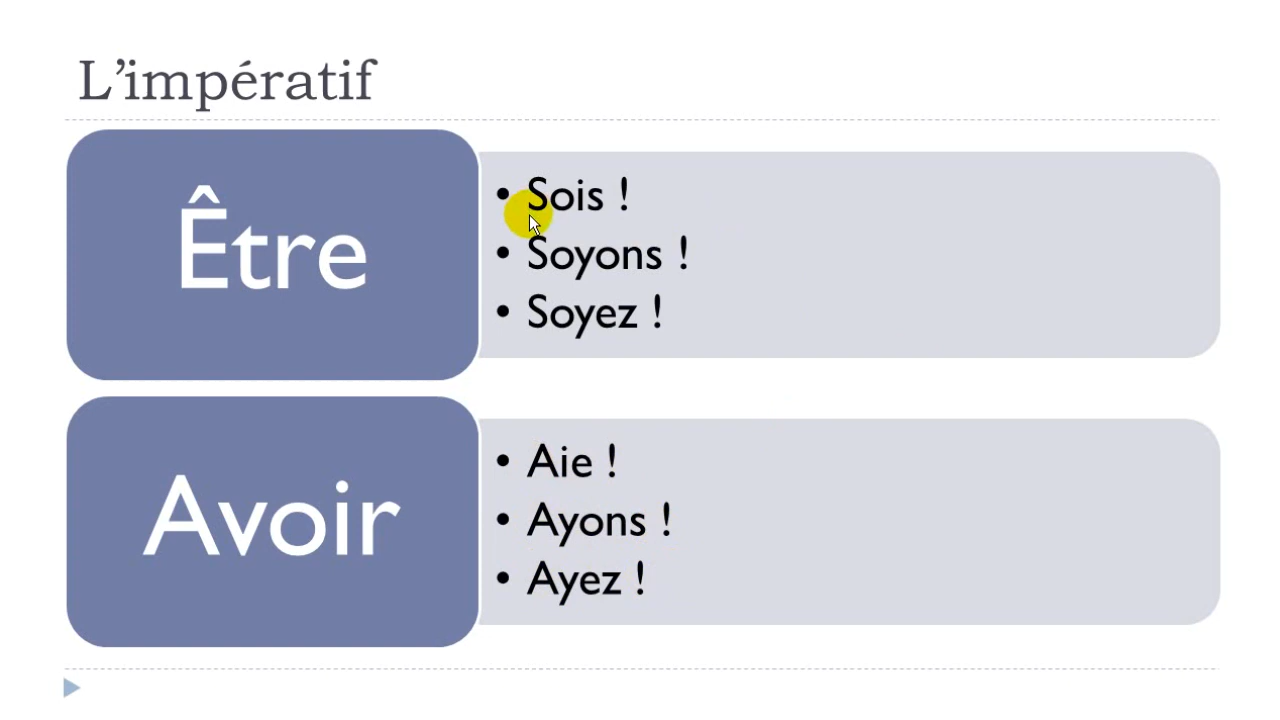 L’impératif
Être
• Sois !
• Soyons !
• Soyez !
Avoir
• Aie !
• Ayons !
• Ayez !